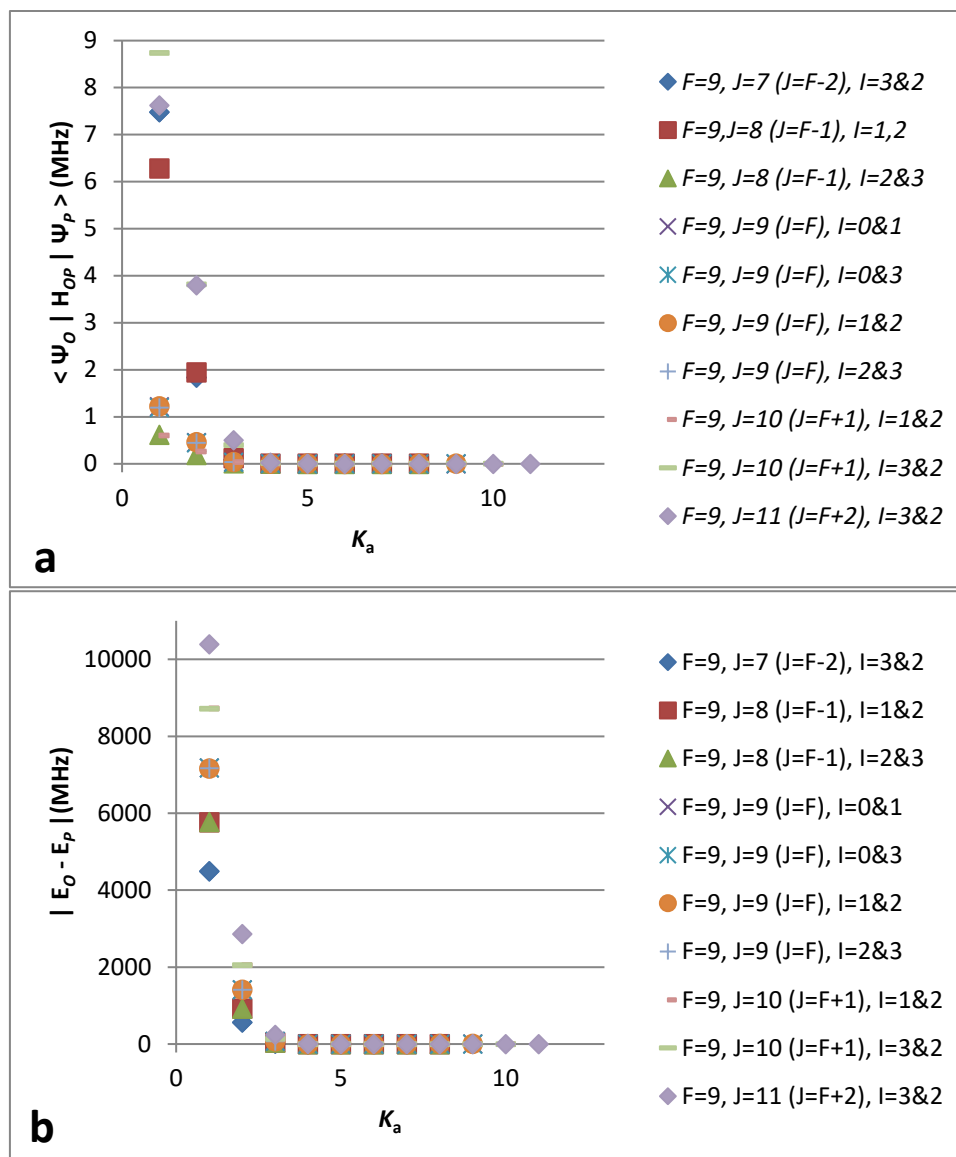 9
8
7
6
5
4
3
2
1
0
0
5
10
< Ψ_O | H_OP | Ψ_P > (MHz)
K_a
F=9, J=7 (J=F-2), I=3&2
F=9,J=8 (J=F-1), I=1,2
F=9, J=8 (J=F-1), I=2&3
F=9, J=9 (J=F), I=0&1
F=9, J=9 (J=F), I=0&3
F=9, J=9 (J=F), I=1&2
F=9, J=9 (J=F), I=2&3
F=9, J=10 (J=F+1), I=1&2
F=9, J=10 (J=F+1), I=3&2
F=9, J=11 (J=F+2), I=3&2
a
10000
8000
6000
4000
2000
0
0
5
10
| E_O - E_P | (MHz)
K_a
F=9, J=7 (J=F-2), I=3&2
F=9, J=8 (J=F-1), I=1&2
F=9, J=8 (J=F-1), I=2&3
F=9, J=9 (J=F), I=0&1
F=9, J=9 (J=F), I=0&3
F=9, J=9 (J=F), I=1&2
F=9, J=9 (J=F), I=2&3
F=9, J=10 (J=F+1), I=1&2
F=9, J=10 (J=F+1), I=3&2
F=9, J=11 (J=F+2), I=3&2
b